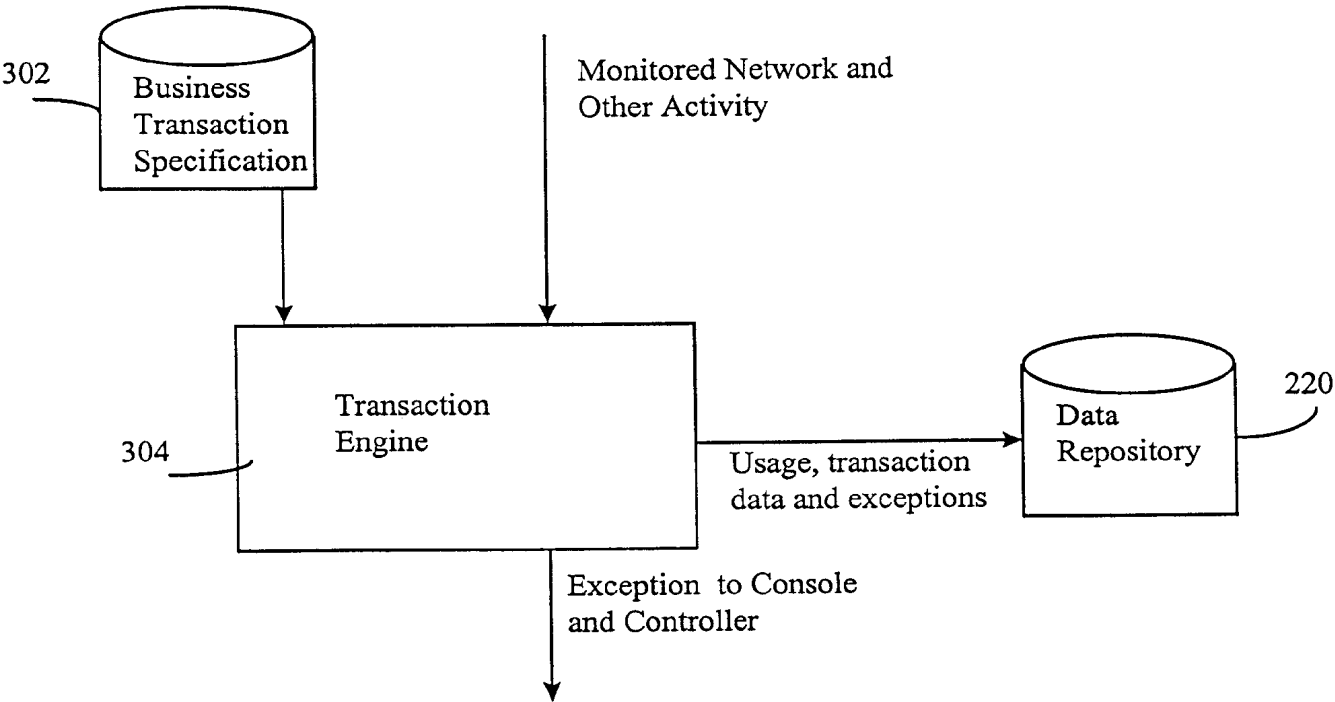 302
Business
Transaction
Specification
Monitored Network and
Other Activity
Transaction
Engine
304
Usage, transaction
data and exceptions
Data
Repository
220
Exception to Console
and Controller